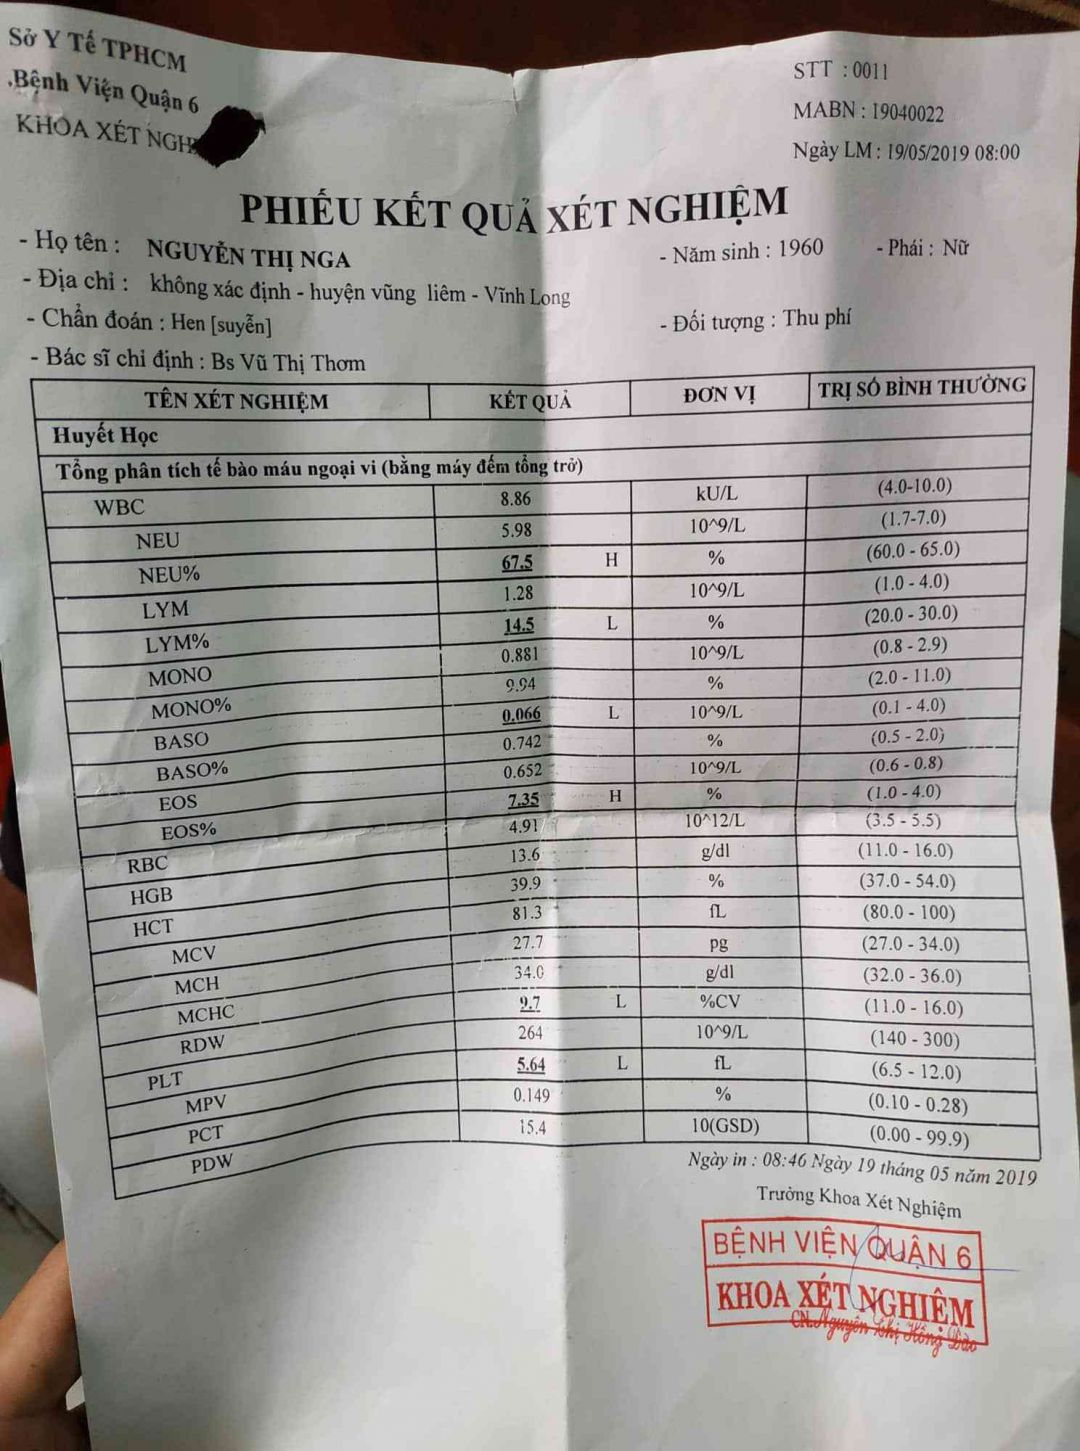 Sở Y Tế TPHCM
Bệnh Viện Quận 6
KHOA XÉT NGH
STT : 0011
MABN : 19040022
Ngày LM : 19/05/2019 08:00
PHIẾU KẾT QUẢ XÉT NGHIỆM
- Họ tên : NGUYỄN THỊ NGA - Năm sinh : 1960 - Phái : Nữ
- Địa chỉ : không xác định - huyện vũng liêm - Vĩnh Long
- Chẩn đoán : Hen [suyễn] - Đối tượng : Thu phí
- Bác sĩ chỉ định : Bs Vũ Thị Thơm
TÊN XÉT NGHIỆM KẾT QUẢ ĐƠN VỊ TRỊ SỐ BÌNH THƯỜNG
Huyết Học
Tổng phân tích tế bào máu ngoại vi (bằng máy đếm tổng trở)
WBC 8.86 kU/L (4.0-10.0)
NEU 5.98 10^9/L (1.7-7.0)
NEU% 67.5 H % (60.0 - 65.0)
LYM 1.28 10^9/L (1.0 - 4.0)
LYM% 14.5 L % (20.0 - 30.0)
MONO 0.881 10^9/L (0.8 - 2.9)
MONO% 9.94 % (2.0 - 11.0)
BASO 0.066 L 10^9/L (0.1 - 4.0)
BASO% 0.742 % (0.5 - 2.0)
EOS 0.652 10^9/L (0.6 - 0.8)
EOS% 7.35 H % (1.0 - 4.0)
RBC 4.91 10^12/L (3.5 - 5.5)
HGB 13.6 g/dl (11.0 - 16.0)
HCT 39.9 % (37.0 - 54.0)
MCV 81.3 fL (80.0 - 100)
MCH 27.7 pg (27.0 - 34.0)
MCHC 34.0 g/dl (32.0 - 36.0)
RDW 9.7 L %CV (11.0 - 16.0)
PLT 264 10^9/L (140 - 300)
MPV 5.64 L fL (6.5 - 12.0)
PCT 0.149 % (0.10 - 0.28)
PDW 15.4 10(GSD) (0.00 - 99.9)
Ngày in : 08:46 Ngày 19 tháng 05 năm 2019
Trưởng Khoa Xét Nghiệm
BỆNH VIỆN QUẬN 6
KHOA XÉT NGHIỆM
CN. Nguyễn Thị Hồng Đào